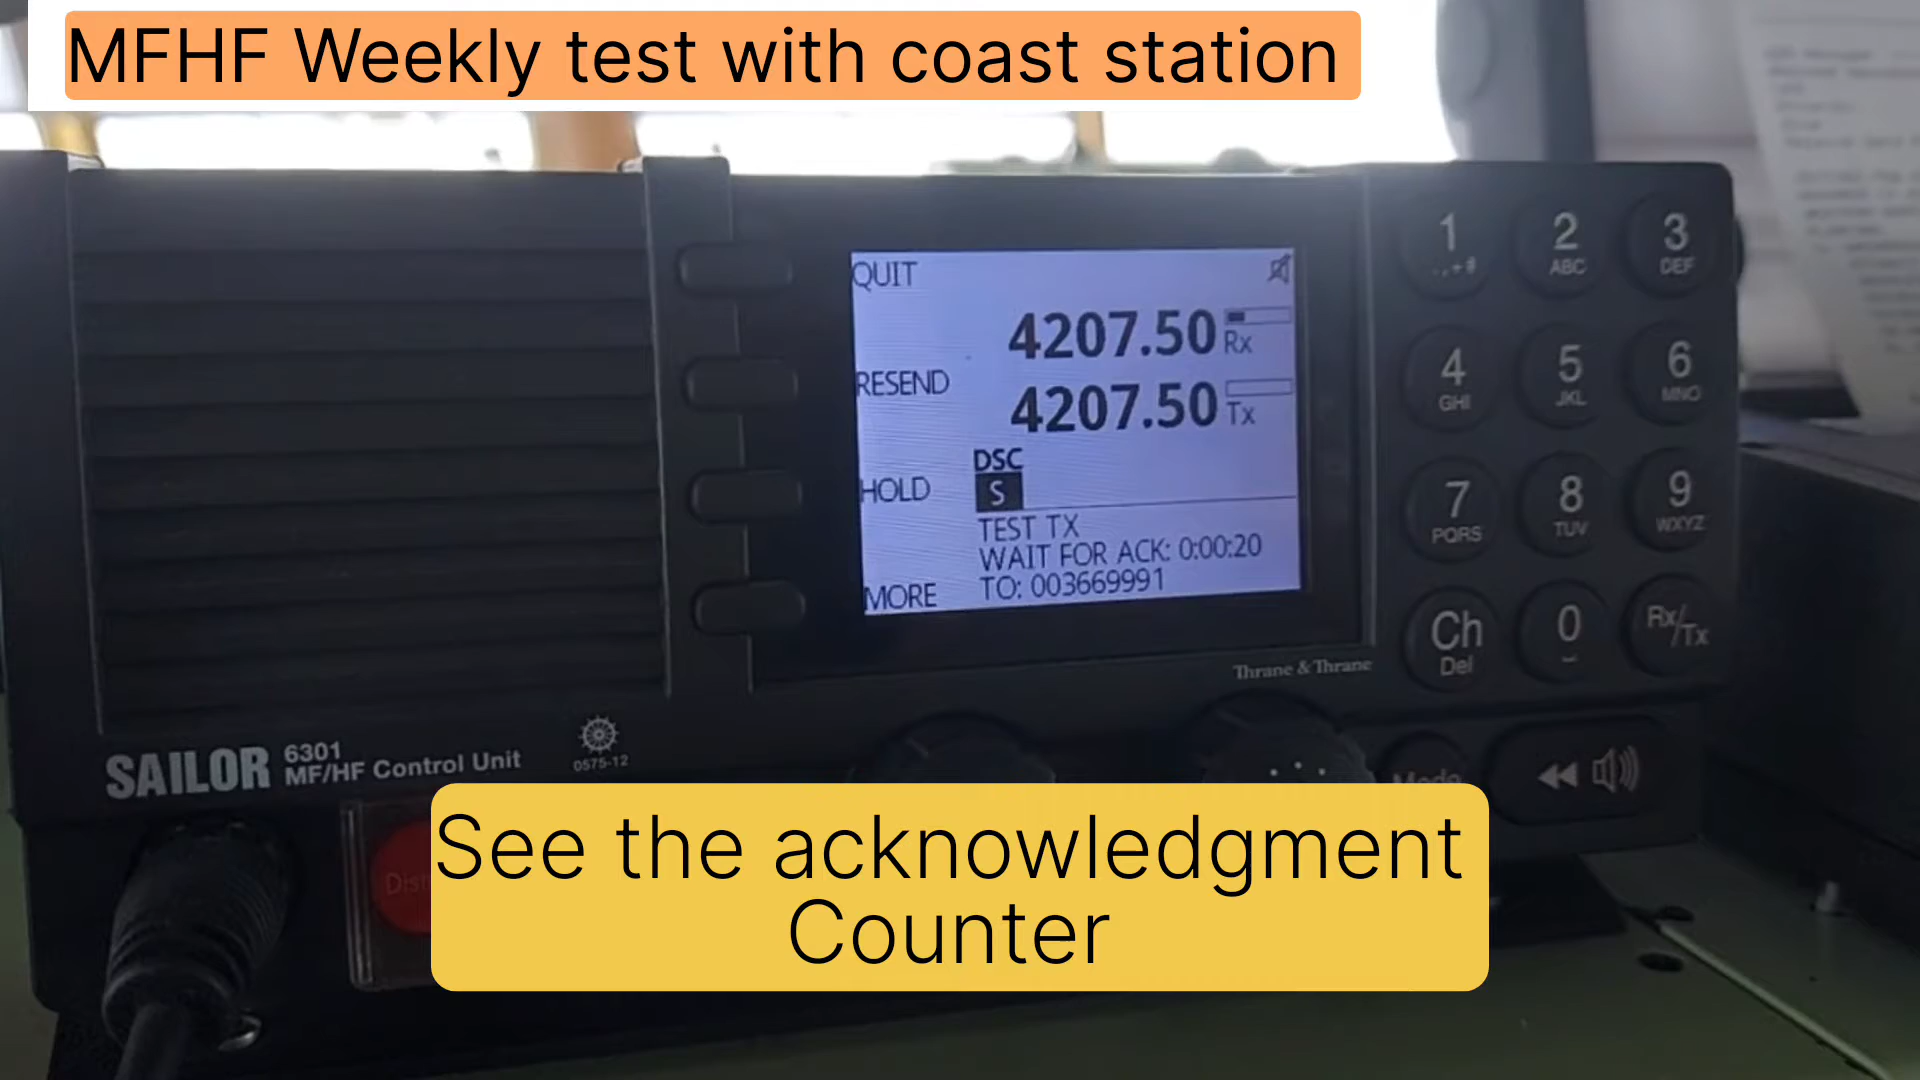 MFHF Weekly test with coast station
QUIT
4207.50 Rx
RESEND
4207.50 Tx
DSC
HOLD
S
TEST TX
WAIT FOR ACK: 0:00:20
MORE
TO: 003669991
Thrane & Thrane
1
2 ABC
3 DEF
4 GHI
5 JKL
6 MNO
7 PQRS
8 TUV
9 WXYZ
Ch Del
0
Rx/Tx
SAILOR 6301
MF/HF Control Unit
0575-12
Mode
See the acknowledgment
Counter